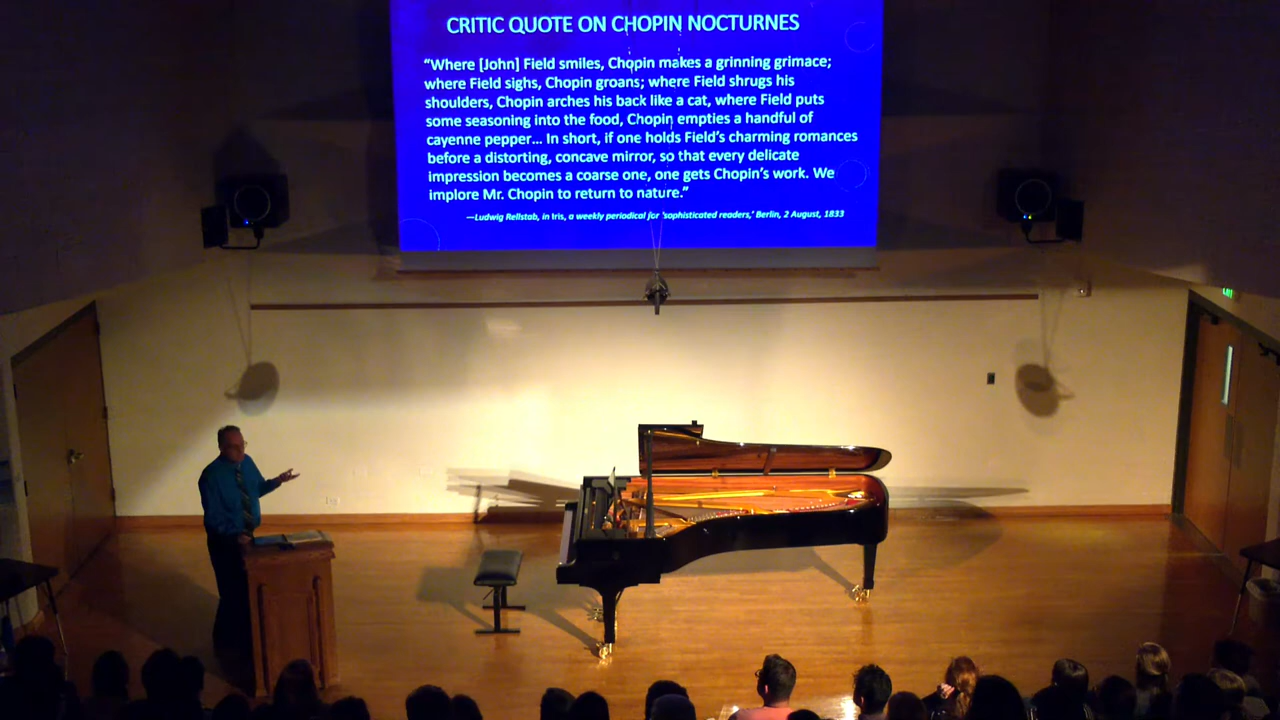 CRITIC QUOTE ON CHOPIN NOCTURNES
“Where [John] Field smiles, Chopin makes a grinning grimace;
where Field sighs, Chopin groans; where Field shrugs his
shoulders, Chopin arches his back like a cat, where Field puts
some seasoning into the food, Chopin empties a handful of
cayenne pepper... In short, if one holds Field's charming romances
before a distorting, concave mirror, so that every delicate
impression becomes a coarse one, one gets Chopin's work. We
implore Mr. Chopin to return to nature.”
—Ludwig Rellstab, in Iris, a weekly periodical for 'sophisticated readers,' Berlin, 2 August, 1833
EXIT